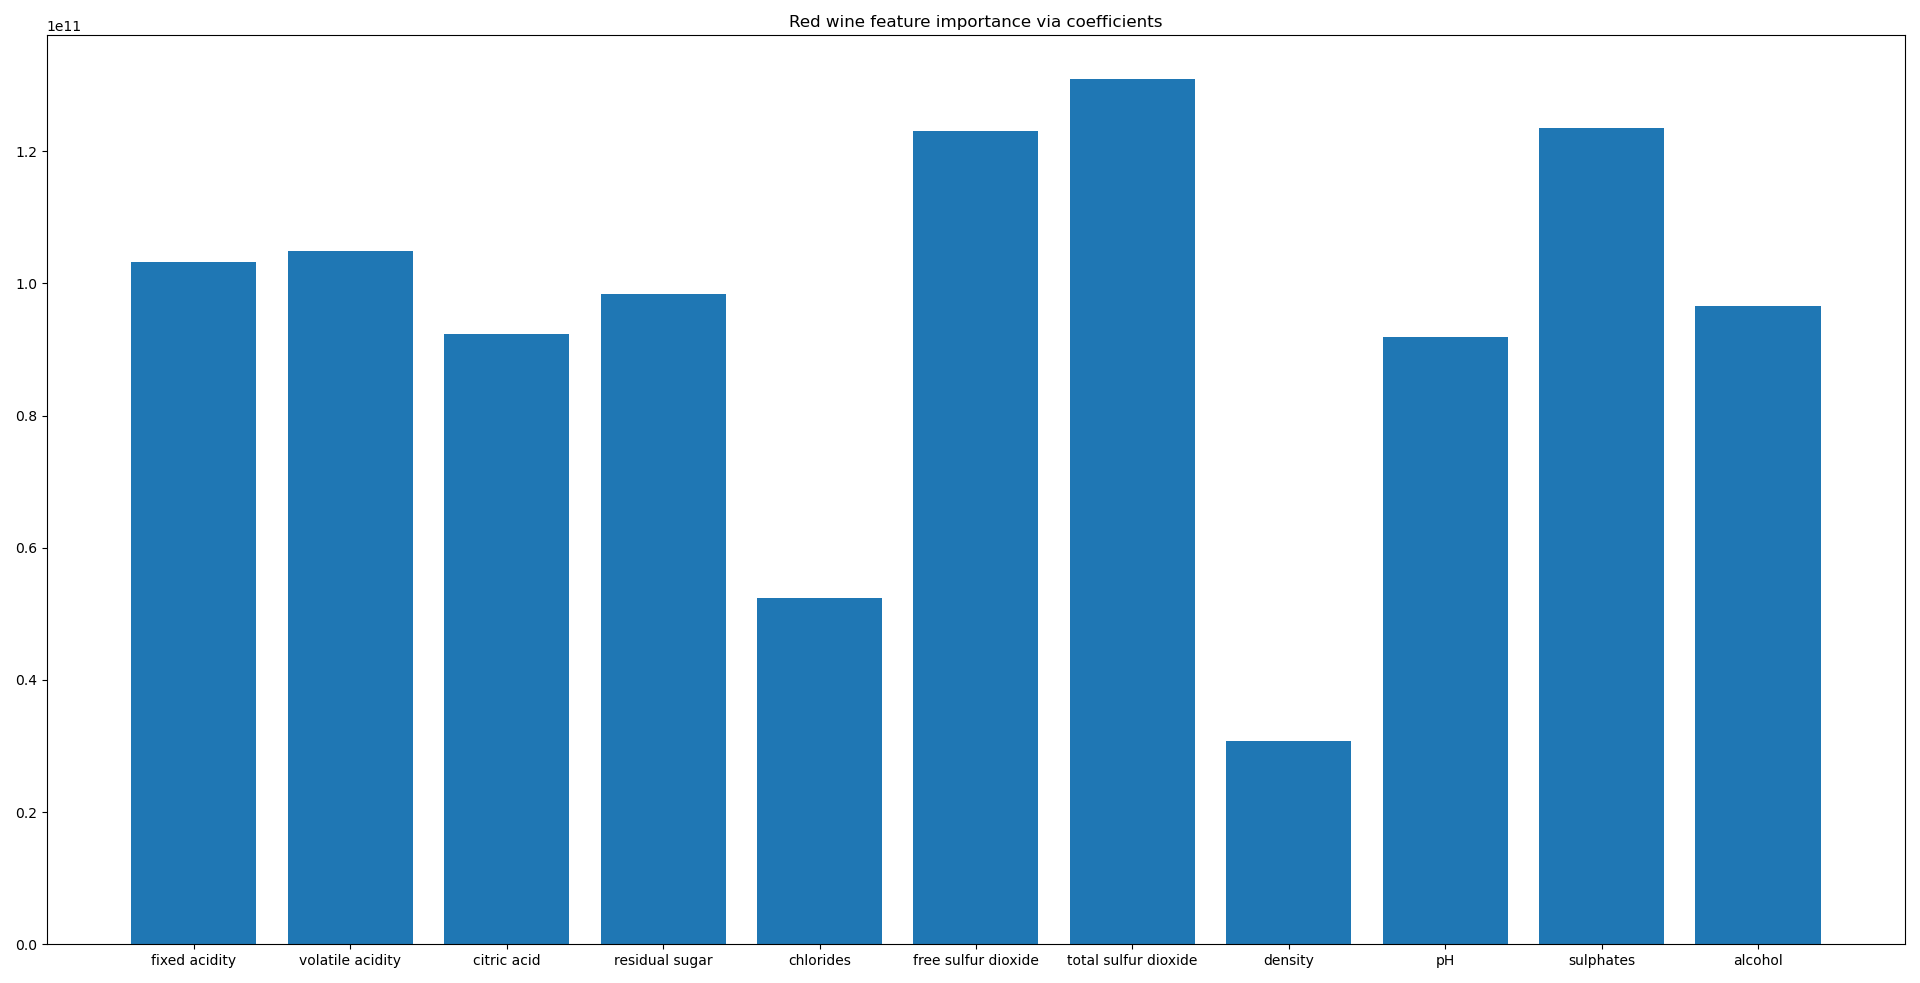 Red wine feature importance via coefficients
1e11
1.2
1.0
0.8
0.6
0.4
0.2
0.0
fixed acidity volatile acidity citric acid residual sugar chlorides free sulfur dioxide total sulfur dioxide density pH sulphates alcohol